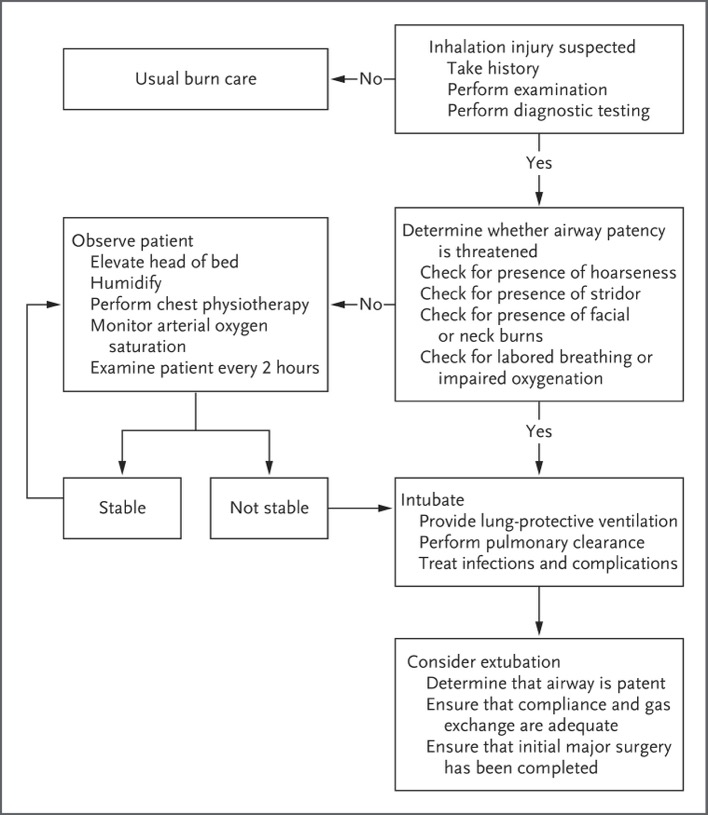 Inhalation injury suspected
Take history
Perform examination
Perform diagnostic testing
No
Usual burn care
Yes
Determine whether airway patency
is threatened
Check for presence of hoarseness
Check for presence of stridor
Check for presence of facial
or neck burns
Check for labored breathing or
impaired oxygenation
No
Observe patient
Elevate head of bed
Humidify
Perform chest physiotherapy
Monitor arterial oxygen
saturation
Examine patient every 2 hours
Stable
Not stable
Yes
Intubate
Provide lung-protective ventilation
Perform pulmonary clearance
Treat infections and complications
Consider extubation
Determine that airway is patent
Ensure that compliance and gas
exchange are adequate
Ensure that initial major surgery
has been completed